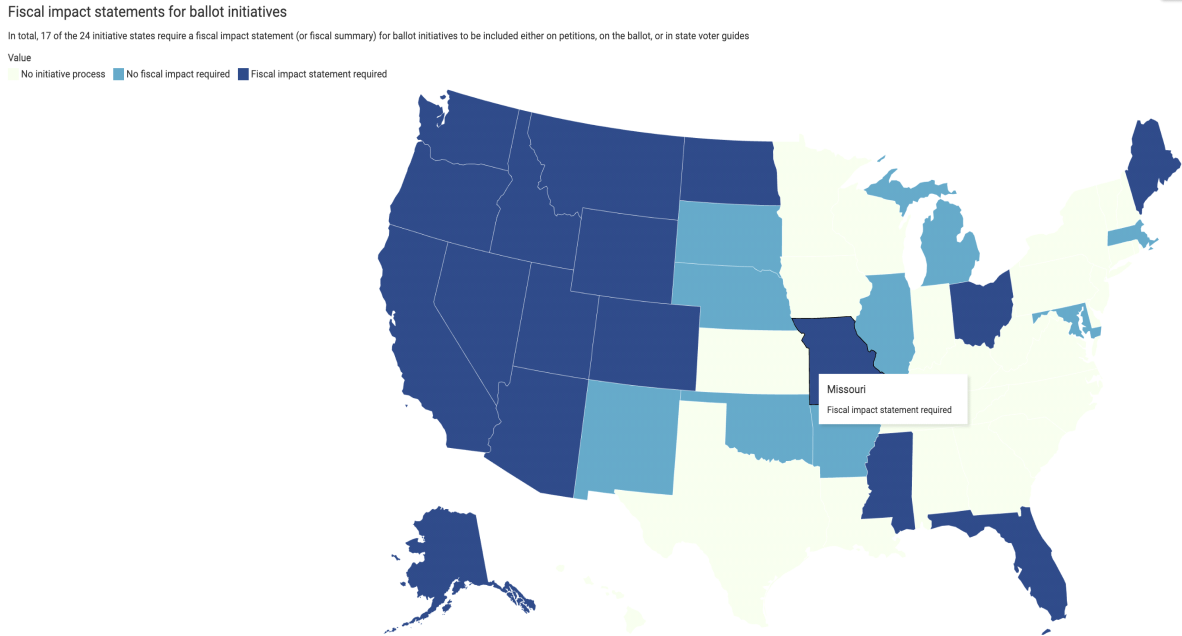 Fiscal impact statements for ballot initiatives
In total, 17 of the 24 initiative states require a fiscal impact statement (or fiscal summary) for ballot initiatives to be included either on petitions, on the ballot, or in state voter guides
Value
No initiative process No fiscal impact required Fiscal impact statement required
Missouri
Fiscal impact statement required